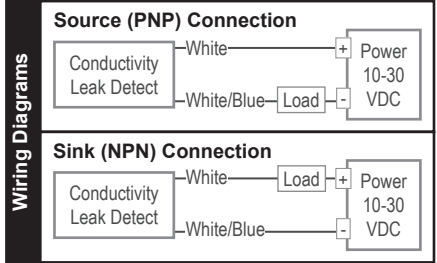 Wiring Diagrams
Source (PNP) Connection
Conductivity
Leak Detect
White
White/Blue
Load
+
-
Power
10-30
VDC
Sink (NPN) Connection
Conductivity
Leak Detect
White
Load
White/Blue
+
-
Power
10-30
VDC